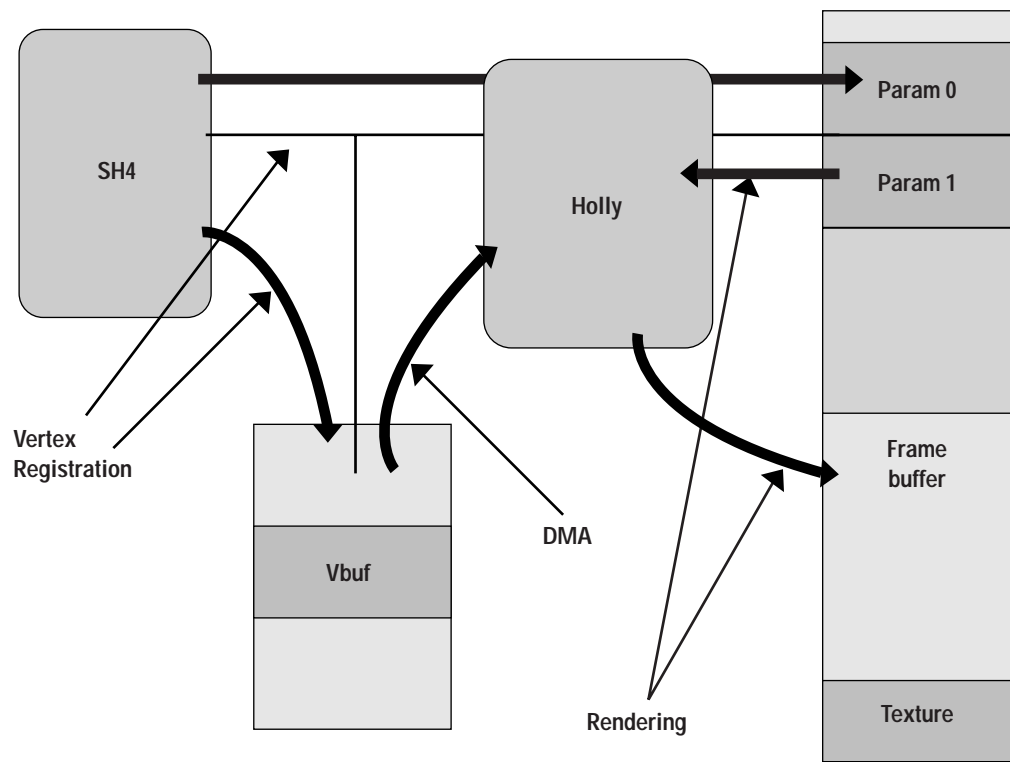 SH4
Holly
Param 0
Param 1
Vertex
Registration
Frame
buffer
DMA
Vbuf
Rendering
Texture